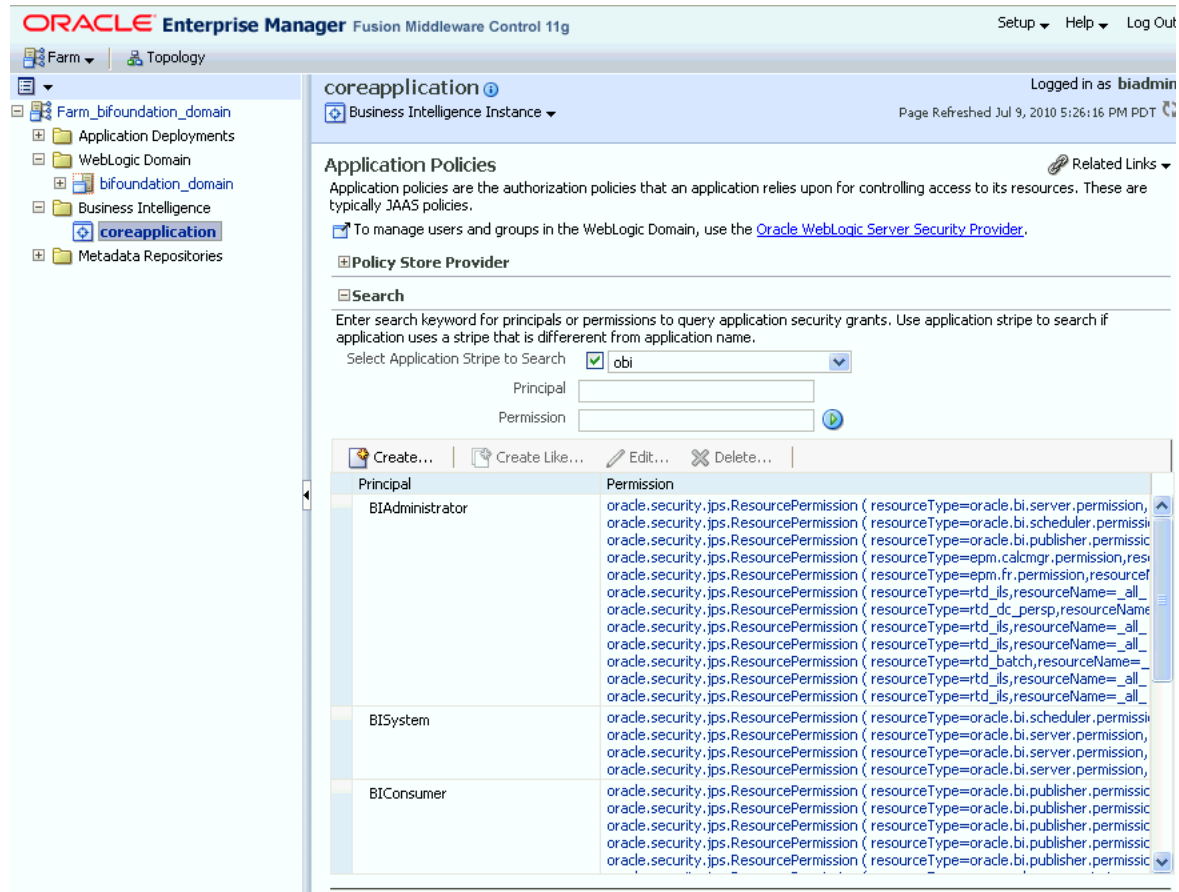 ORACLE Enterprise Manager Fusion Middleware Control 11g
Setup Help Log Out
Farm Topology
Farm_bifoundation_domain
Application Deployments
WebLogic Domain
bifoundation_domain
Business Intelligence
coreapplication
Metadata Repositories
coreapplication
Logged in as biadmin
Business Intelligence Instance
Page Refreshed Jul 9, 2010 5:26:16 PM PDT
Application Policies
Related Links
Application policies are the authorization policies that an application relies upon for controlling access to its resources. These are
typically JAAS policies.
To manage users and groups in the WebLogic Domain, use the Oracle WebLogic Server Security Provider.
Policy Store Provider
Search
Enter search keyword for principals or permissions to query application security grants. Use application stripe to search if
application uses a stripe that is differerent from application name.
Select Application Stripe to Search obi
Principal
Permission
Create... Create Like... Edit... Delete...
Principal Permission
BIAdministrator oracle.security.jps.ResourcePermission ( resourceType=oracle.bi.server.permission,
oracle.security.jps.ResourcePermission ( resourceType=oracle.bi.scheduler.permissi
oracle.security.jps.ResourcePermission ( resourceType=oracle.bi.publisher.permissic
oracle.security.jps.ResourcePermission ( resourceType=epm.calcmgr.permission,res
oracle.security.jps.ResourcePermission ( resourceType=epm.fr.permission,resource
oracle.security.jps.ResourcePermission ( resourceType=rtd_ils,resourceName=_all_
oracle.security.jps.ResourcePermission ( resourceType=rtd_dc_persp,resourceName
oracle.security.jps.ResourcePermission ( resourceType=rtd_ils,resourceName=_all_
oracle.security.jps.ResourcePermission ( resourceType=rtd_ils,resourceName=_all_
oracle.security.jps.ResourcePermission ( resourceType=rtd_batch,resourceName=_
oracle.security.jps.ResourcePermission ( resourceType=rtd_ils,resourceName=_all_
oracle.security.jps.ResourcePermission ( resourceType=rtd_ils,resourceName=_all_
BISystem oracle.security.jps.ResourcePermission ( resourceType=oracle.bi.scheduler.permissi
oracle.security.jps.ResourcePermission ( resourceType=oracle.bi.server.permission,
oracle.security.jps.ResourcePermission ( resourceType=oracle.bi.server.permission,
oracle.security.jps.ResourcePermission ( resourceType=oracle.bi.server.permission,
BIConsumer oracle.security.jps.ResourcePermission ( resourceType=oracle.bi.publisher.permissic
oracle.security.jps.ResourcePermission ( resourceType=oracle.bi.publisher.permissic
oracle.security.jps.ResourcePermission ( resourceType=oracle.bi.publisher.permissic
oracle.security.jps.ResourcePermission ( resourceType=oracle.bi.publisher.permissic
oracle.security.jps.ResourcePermission ( resourceType=oracle.bi.publisher.permissic